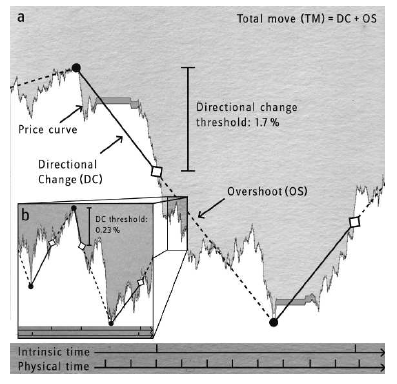 a
Total move (TM) = DC + OS
Directional change
threshold: 1.7 %
Price curve
Directional
Change (DC)
Overshoot (OS)
b
DC threshold:
0.23 %
Intrinsic time
Physical time